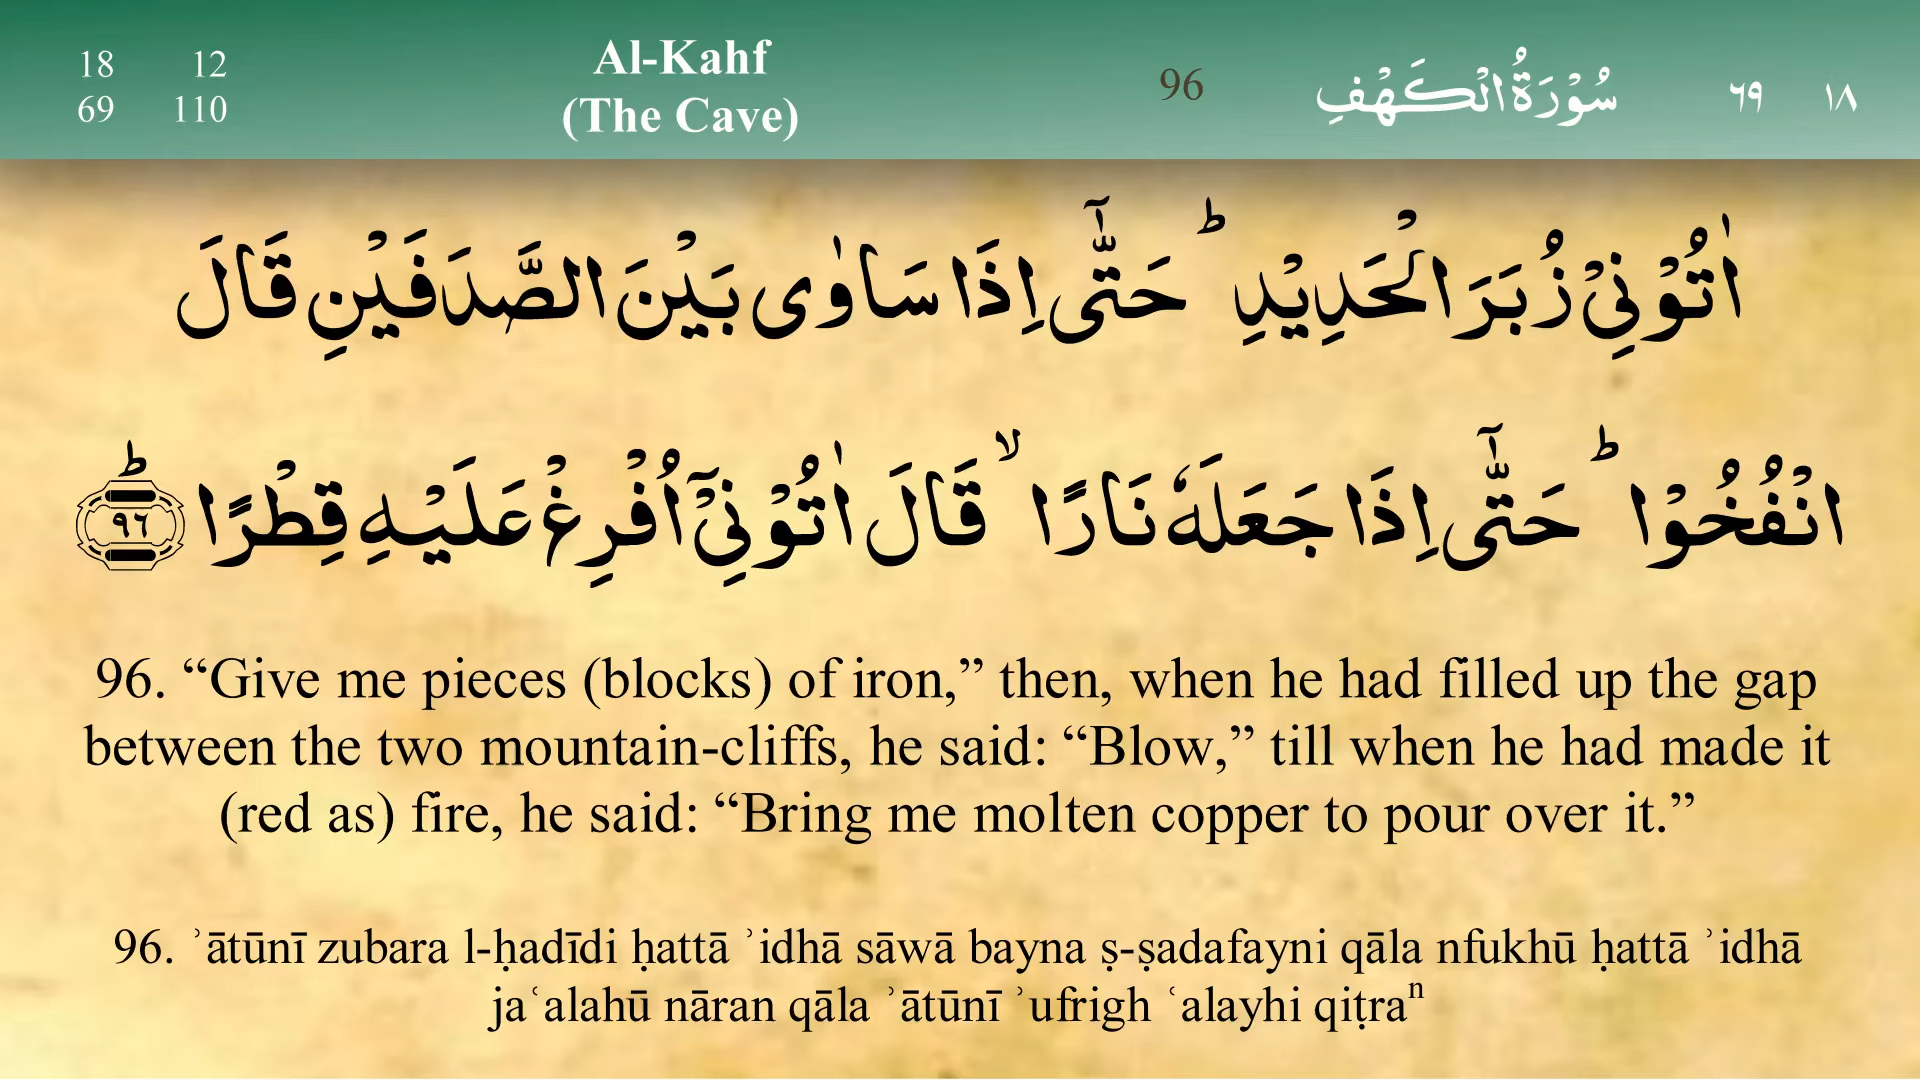 18 12
69 110
Al-Kahf
(The Cave)
96
سُوْرَةُ الْكَهْفِ ٦٩ ١٨
اٰتُوْنِیْ زُبَرَ الْحَدِیْدِ ؕ حَتّٰۤی اِذَا سَاوٰی بَیْنَ الصَّدَفَیْنِ قَالَ
انْفُخُوْا ؕ حَتّٰۤی اِذَا جَعَلَهٗ نَارًا ۙ قَالَ اٰتُوْنِیْۤ اُفْرِغْ عَلَیْهِ قِطْرًا ؕ۹۶
96. “Give me pieces (blocks) of iron,” then, when he had filled up the gap
between the two mountain-cliffs, he said: “Blow,” till when he had made it
(red as) fire, he said: “Bring me molten copper to pour over it.”
96. ʾātūnī zubara l-ḥadīdi ḥattā ʾidhā sāwā bayna ṣ-ṣadafayni qāla nfukhū ḥattā ʾidhā
jaʿalahū nāran qāla ʾātūnī ʾufrigh ʿalayhi qiṭraⁿ